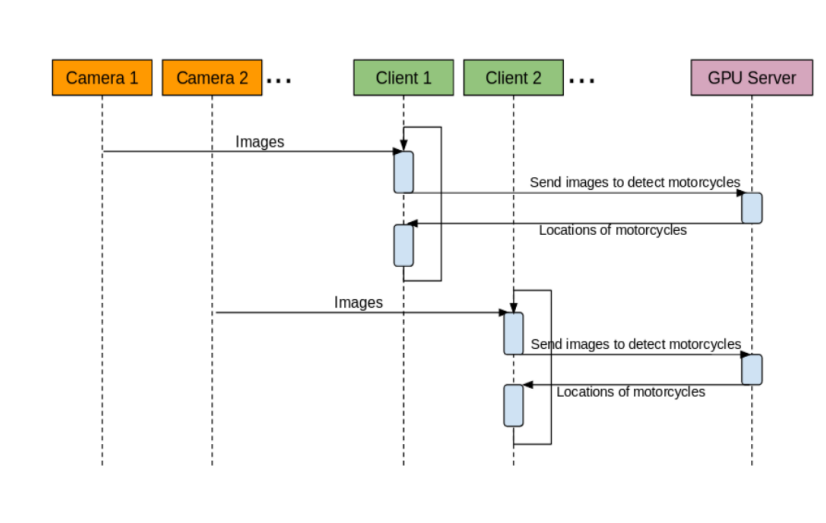 Camera 1
Camera 2
...
Client 1
Client 2
...
GPU Server
Images
Send images to detect motorcycles
Locations of motorcycles
Images
Send images to detect motorcycles
Locations of motorcycles